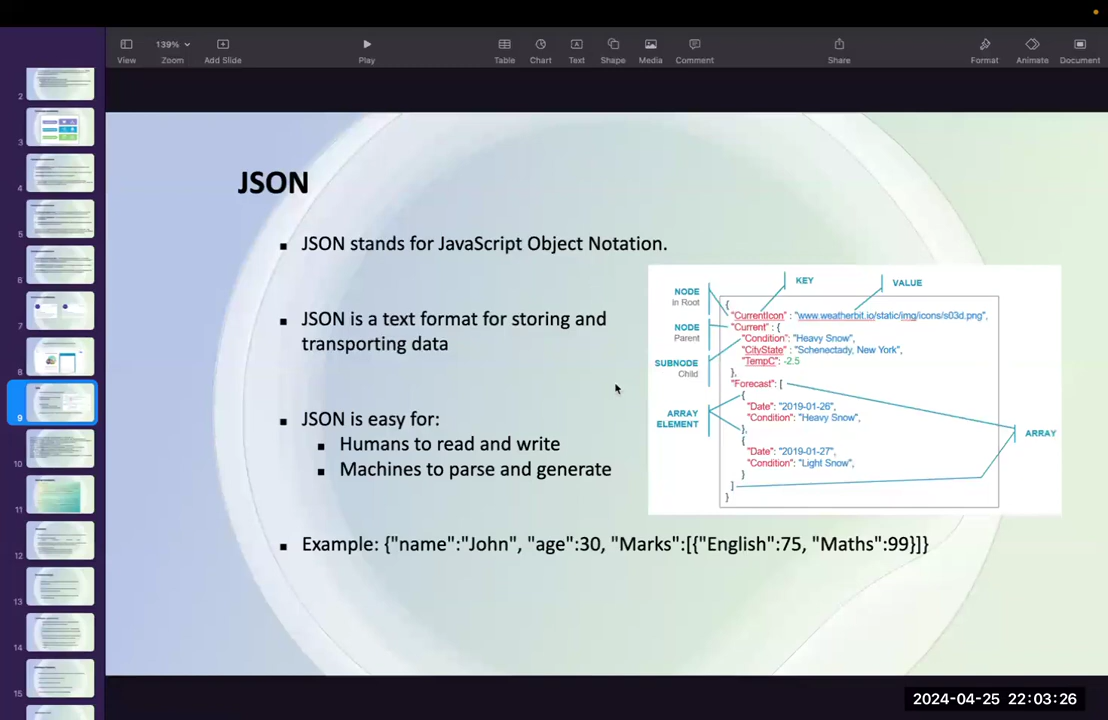 139%
View
Zoom
Add Slide
Play
Table
Chart
Text
Shape
Media
Comment
Share
Format
Animate
Document
2
3
4
5
6
7
8
9
10
11
12
13
14
15
JSON
▪ JSON stands for JavaScript Object Notation.
▪ JSON is a text format for storing and
transporting data
▪ JSON is easy for:
▪ Humans to read and write
▪ Machines to parse and generate
▪ Example: {"name":"John", "age":30, "Marks":[{"English":75, "Maths":99}]}
KEY
VALUE
NODE
in Root
NODE
Parent
SUBNODE
Child
ARRAY
ELEMENT
ARRAY
{
"CurrentIcon" : "www.weatherbit.io/static/img/icons/s03d.png",
"Current" : {
"Condition": "Heavy Snow",
"CityState" : "Schenectady, New York",
"TempC": -2.5
},
"Forecast": [
{
"Date": "2019-01-26",
"Condition": "Heavy Snow",
},
{
"Date": "2019-01-27",
"Condition": "Light Snow",
}
]
}
2024-04-25 22:03:26